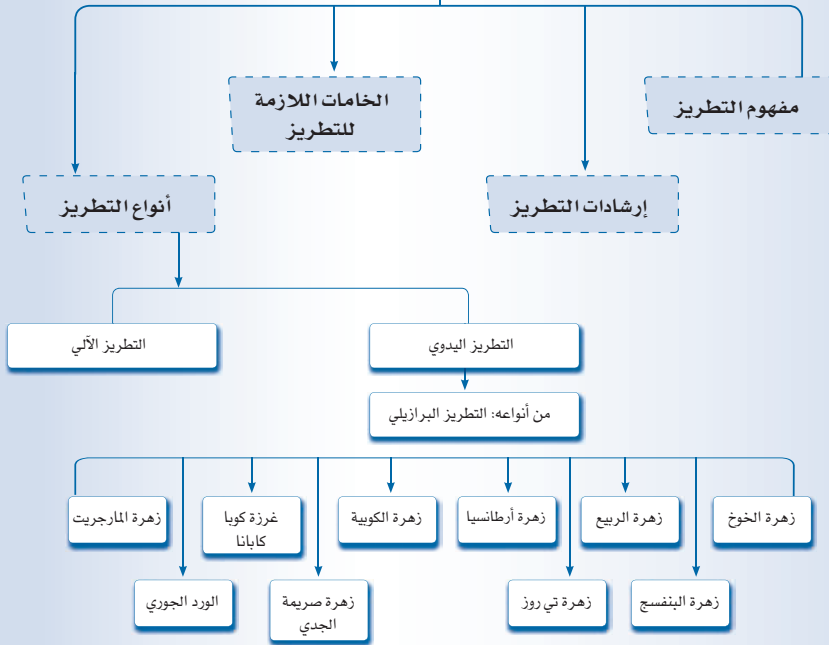 مفهوم التطريز
الخامات اللازمة
للتطريز
إرشادات التطريز
أنواع التطريز
التطريز اليدوي
التطريز الآلي
من أنواعه: التطريز البرازيلي
زهرة الخوخ
زهرة الربيع
زهرة أرطانسيا
زهرة الكوبية
غرزة كوبا
كابانا
زهرة المارجريت
زهرة البنفسج
زهرة تي روز
زهرة صريمة
الجدي
الورد الجوري